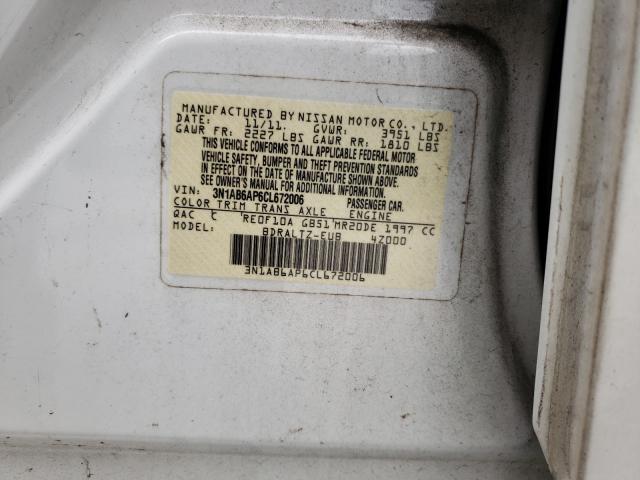 MANUFACTURED BY NISSAN MOTOR CO., LTD.
DATE: 11/11. GVWR: 3951 LBS
GAWR FR: 2227 LBS GAWR RR: 1810 LBS
THIS VEHICLE CONFORMS TO ALL APPLICABLE FEDERAL MOTOR
VEHICLE SAFETY, BUMPER AND THEFT PREVENTION STANDARDS
IN EFFECT ON THE DATE OF MANUFACTURE SHOWN ABOVE.
SEE OWNER'S MANUAL FOR ADDITIONAL INFORMATION.
VIN: 3N1AB6AP6CL672006 PASSENGER CAR.
COLOR TRIM TRANS AXLE ENGINE
QAC C RE0F10A GB51 MR20DE 1997 CC
MODEL: BDRALTZ-EUB 4Z000
3N1AB6AP6CL672006